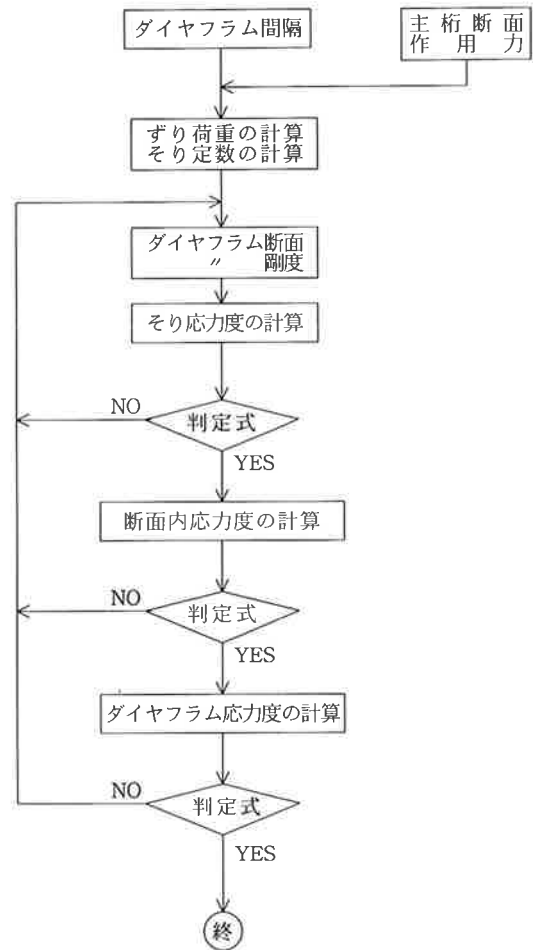 ダイヤフラム間隔
主桁断面
作用力
ずり荷重の計算
そり定数の計算
ダイヤフラム断面
〃 剛度
そり応力度の計算
NO
判定式
YES
断面内応力度の計算
NO
判定式
YES
ダイヤフラム応力度の計算
NO
判定式
YES
終